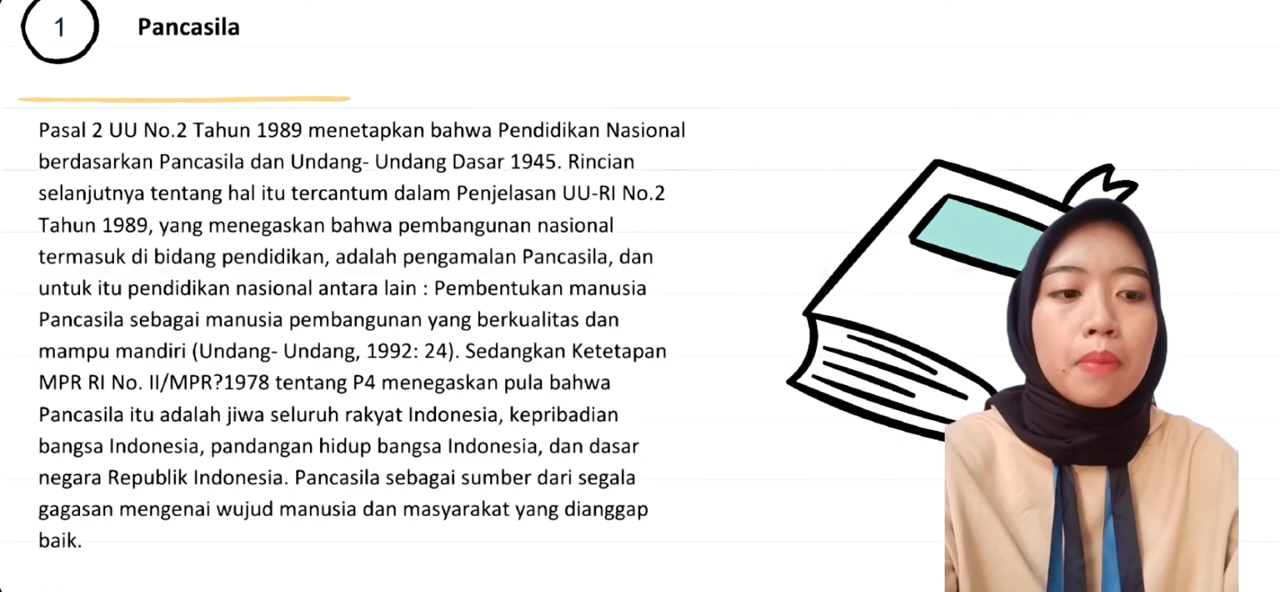 1
Pancasila
Pasal 2 UU No.2 Tahun 1989 menetapkan bahwa Pendidikan Nasional
berdasarkan Pancasila dan Undang- Undang Dasar 1945. Rincian
selanjutnya tentang hal itu tercantum dalam Penjelasan UU-RI No.2
Tahun 1989, yang menegaskan bahwa pembangunan nasional
termasuk di bidang pendidikan, adalah pengamalan Pancasila, dan
untuk itu pendidikan nasional antara lain : Pembentukan manusia
Pancasila sebagai manusia pembangunan yang berkualitas dan
mampu mandiri (Undang- Undang, 1992: 24). Sedangkan Ketetapan
MPR RI No. II/MPR?1978 tentang P4 menegaskan pula bahwa
Pancasila itu adalah jiwa seluruh rakyat Indonesia, kepribadian
bangsa Indonesia, pandangan hidup bangsa Indonesia, dan dasar
negara Republik Indonesia. Pancasila sebagai sumber dari segala
gagasan mengenai wujud manusia dan masyarakat yang dianggap
baik.